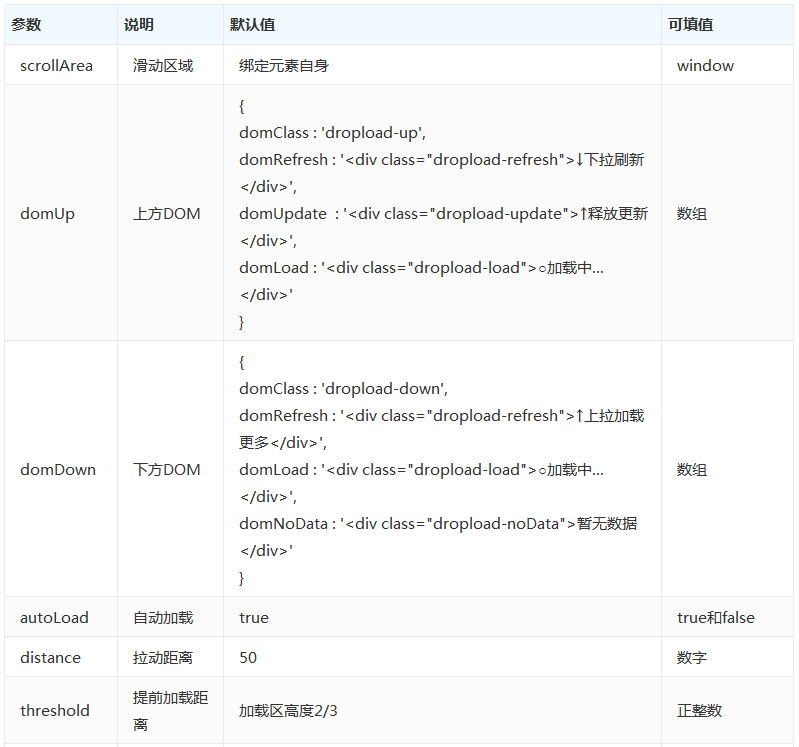 参数 说明 默认值 可填值
scrollArea 滑动区域 绑定元素自身 window
{
domClass : 'dropload-up',
domRefresh : '<div class="dropload-refresh">↓下拉刷新
</div>',
domUp 上方DOM domUpdate : '<div class="dropload-update">↑释放更新 数组
</div>',
domLoad : '<div class="dropload-load">○加载中...
</div>'
}
{
domClass : 'dropload-down',
domRefresh : '<div class="dropload-refresh">↑上拉加载
更多</div>',
domDown 下方DOM domLoad : '<div class="dropload-load">○加载中... 数组
</div>',
domNoData : '<div class="dropload-noData">暂无数据
</div>'
}
autoLoad 自动加载 true true和false
distance 拉动距离 50 数字
threshold 提前加载距 加载区高度2/3 正整数
离